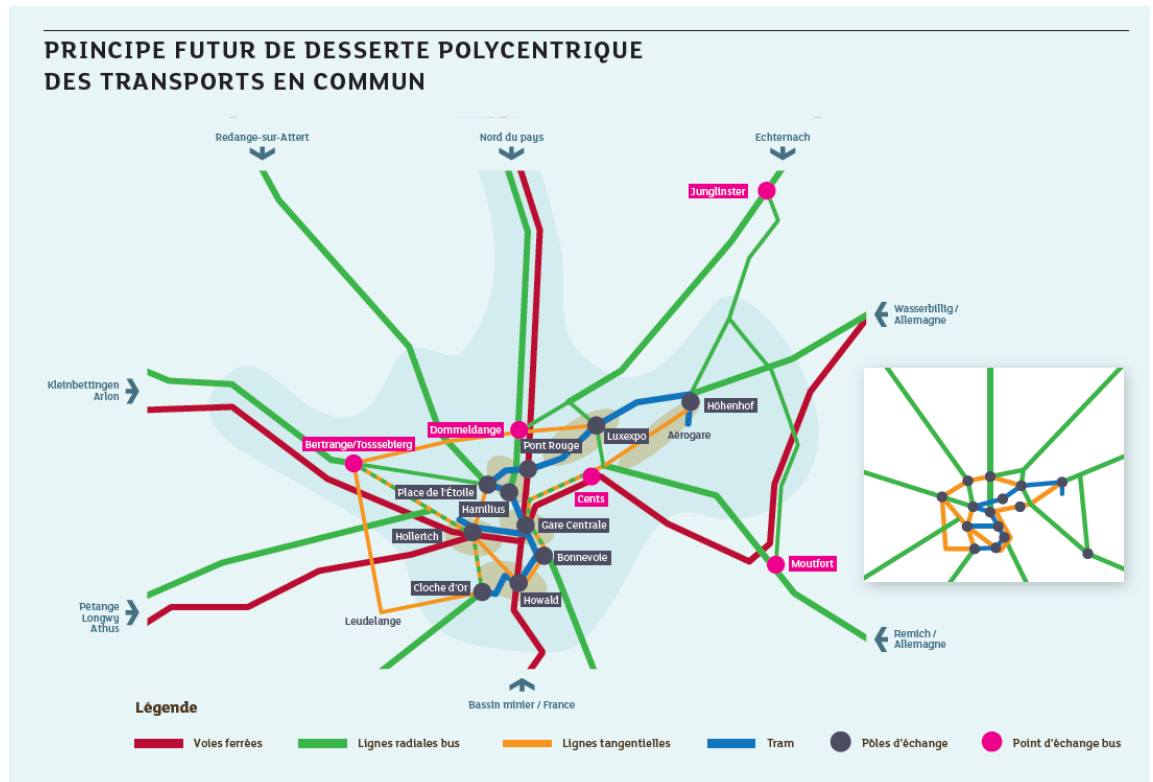 PRINCIPE FUTUR DE DESSERTE POLYCENTRIQUE
DES TRANSPORTS EN COMMUN
Redange-sur-Attert
Nord du pays
Echternach
Junglinster
Wasserbillig /
Allemagne
Kleinbettingen
Arlon
Höhenhof
Dommeldange
Luxexpo
Aérogare
Bertrange/Tosssebierg
Pont Rouge
Place de l'Étoile
Cents
Hamilius
Gare Centrale
Hollerich
Bonnevote
Moutfort
Cloche d'Or
Howald
Leudelange
Pétange
Longwy
Athus
Remich /
Allemagne
Bassin minier / France
Légende
Voies ferrées
Lignes radiales bus
Lignes tangentielles
Tram
Pôles d'échange
Point d'échange bus